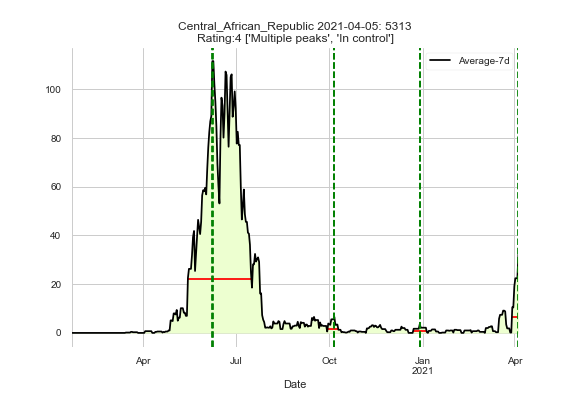 Central_African_Republic 2021-04-05: 5313
Rating:4 ['Multiple peaks', 'In control']
Average-7d
100
80
60
40
20
0
Apr Jul Oct Jan Apr
2021
Date